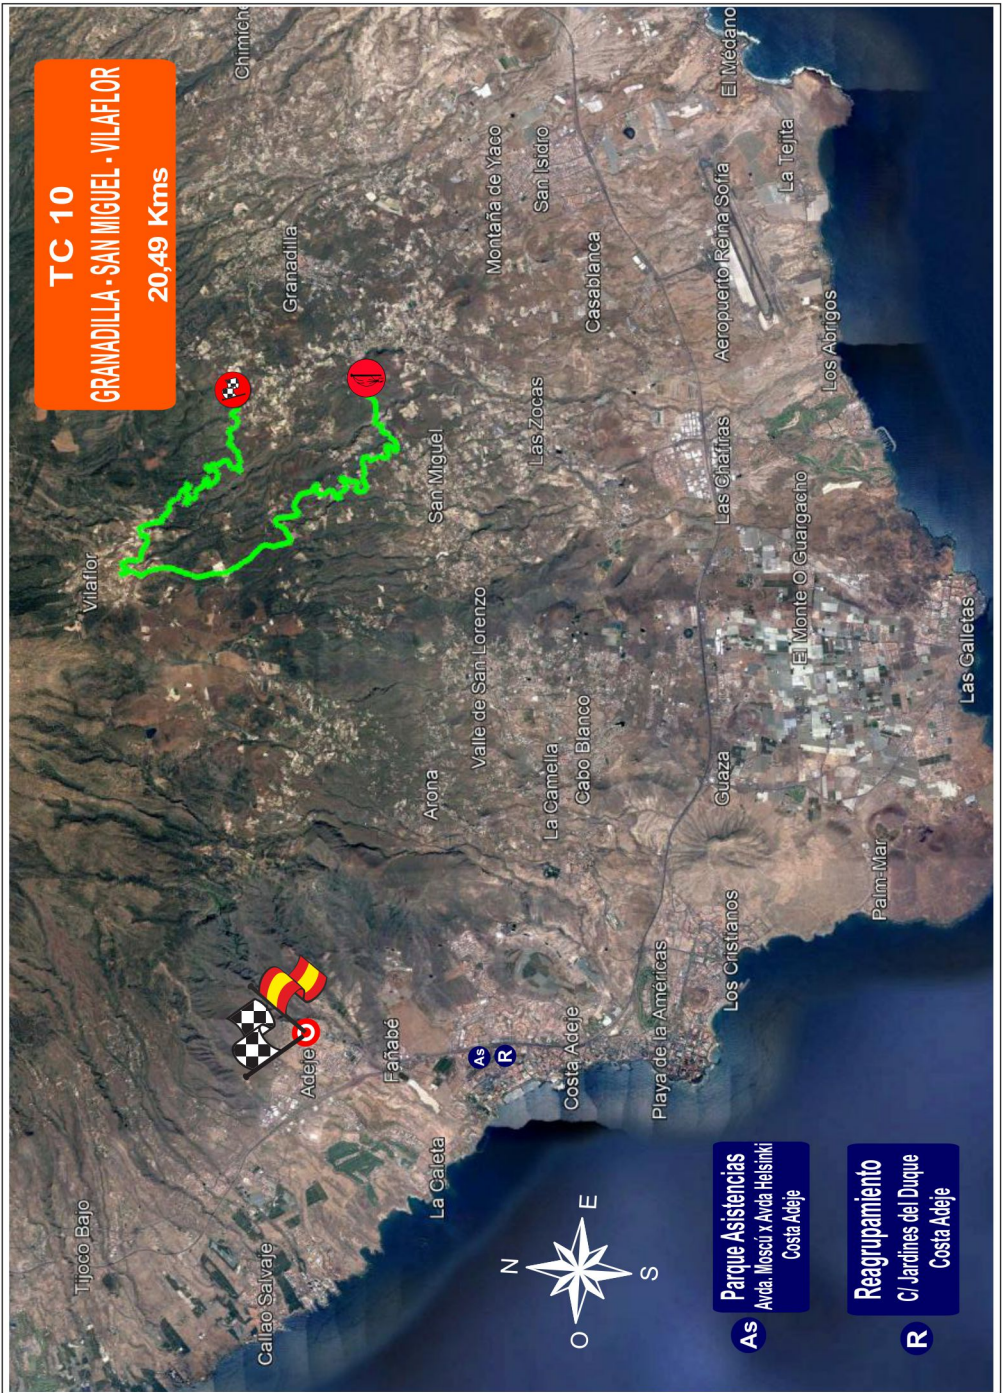 TC 10
GRANADILLA - SAN MIGUEL - VILAFLOR
20,49 Kms
Tijoco Bajo
Vilaflor
Chimiche
Callao Salvaje
Adeje
Granadilla
Fañabé
La Caleta
Arona
San Miguel
Valle de San Lorenzo
Montaña de Yaco
As
R
La Camella
Las Zocas
San Isidro
Costa Adeje
Cabo Blanco
Casablanca
Playa de la Américas
Los Cristianos
Guaza
Las Chafiras
Aeropuerto Reina Sofia
El Médano
La Tejita
El Monte O Guargacho
Los Abrigos
Palm-Mar
Las Galletas
N
O
E
S
As
Parque Asistencias
Avda. Moscú x Avda Helsinki
Costa Adeje
R
Reagrupamiento
C/ Jardines del Duque
Costa Adeje